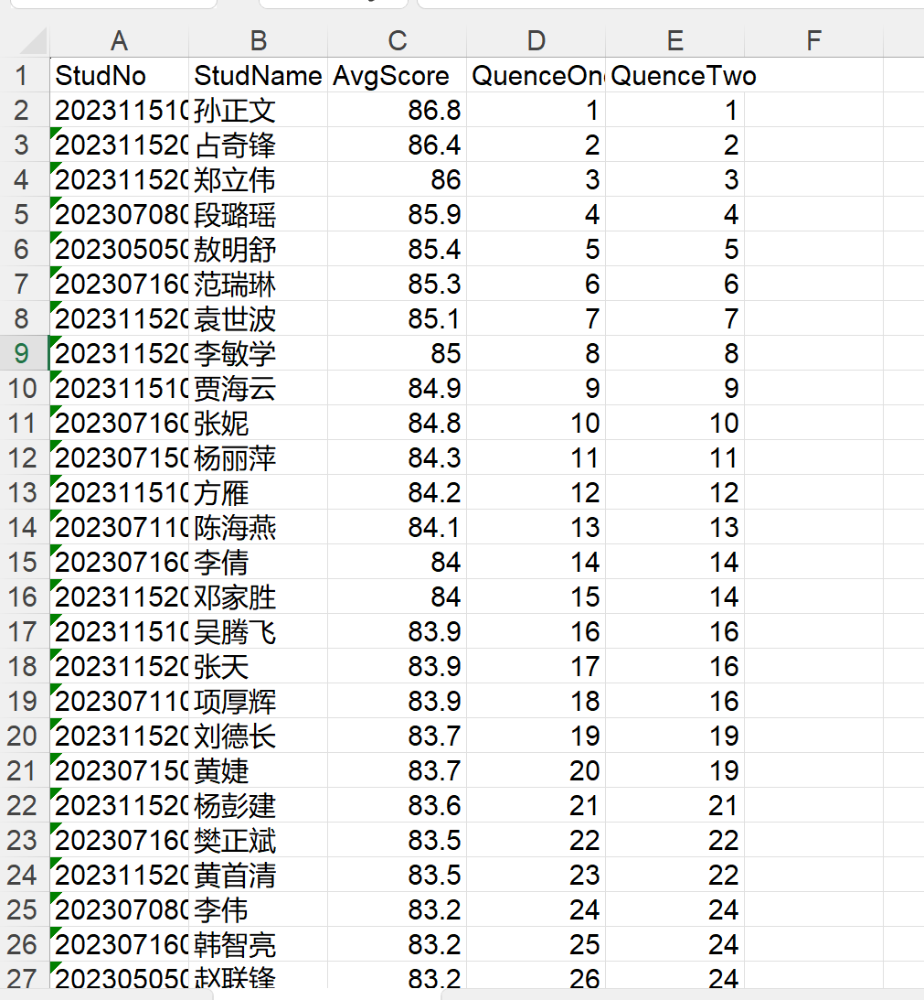 A B C D E F
1 StudNo StudName AvgScore QuenceOne QuenceTwo
2 202311510 孙正文 86.8 1 1
3 202311520 占奇锋 86.4 2 2
4 202311520 郑立伟 86 3 3
5 202307080 段璐瑶 85.9 4 4
6 202305050 敖明舒 85.4 5 5
7 202307160 范瑞琳 85.3 6 6
8 202311520 袁世波 85.1 7 7
9 202311520 李敏学 85 8 8
10 202311510 贾海云 84.9 9 9
11 202307160 张妮 84.8 10 10
12 202307150 杨丽萍 84.3 11 11
13 202311510 方雁 84.2 12 12
14 202307110 陈海燕 84.1 13 13
15 202307160 李倩 84 14 14
16 202311520 邓家胜 84 15 14
17 202311510 吴腾飞 83.9 16 16
18 202311520 张天 83.9 17 16
19 202307110 项厚辉 83.9 18 16
20 202311520 刘德长 83.7 19 19
21 202307150 黄婕 83.7 20 19
22 202311520 杨彭建 83.6 21 21
23 202307160 樊正斌 83.5 22 22
24 202311520 黄首清 83.5 23 22
25 202307080 李伟 83.2 24 24
26 202307160 韩智亮 83.2 25 24
27 202305050 赵联锋 83.2 26 24